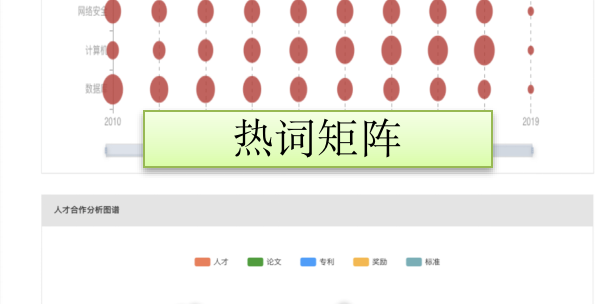 网络安全
计算机
数据
2010
2019
热词矩阵
人才合作分析图谱
人才 论文 专利 奖励 标准